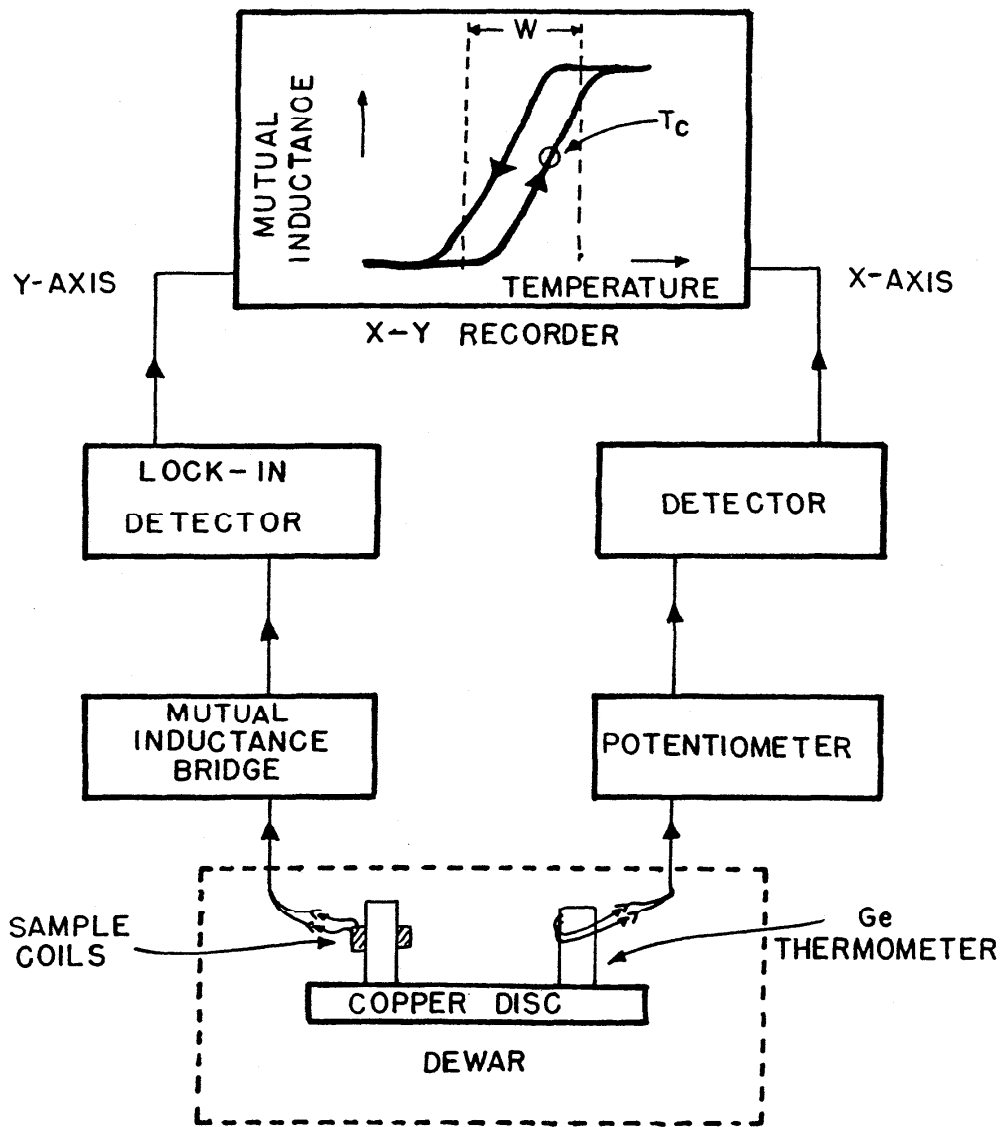 W
MUTUAL
INDUCTANCE
Tc
TEMPERATURE
Y-AXIS
X-AXIS
X-Y RECORDER
LOCK-IN
DETECTOR
DETECTOR
MUTUAL
INDUCTANCE
BRIDGE
POTENTIOMETER
SAMPLE
COILS
Ge
THERMOMETER
COPPER DISC
DEWAR